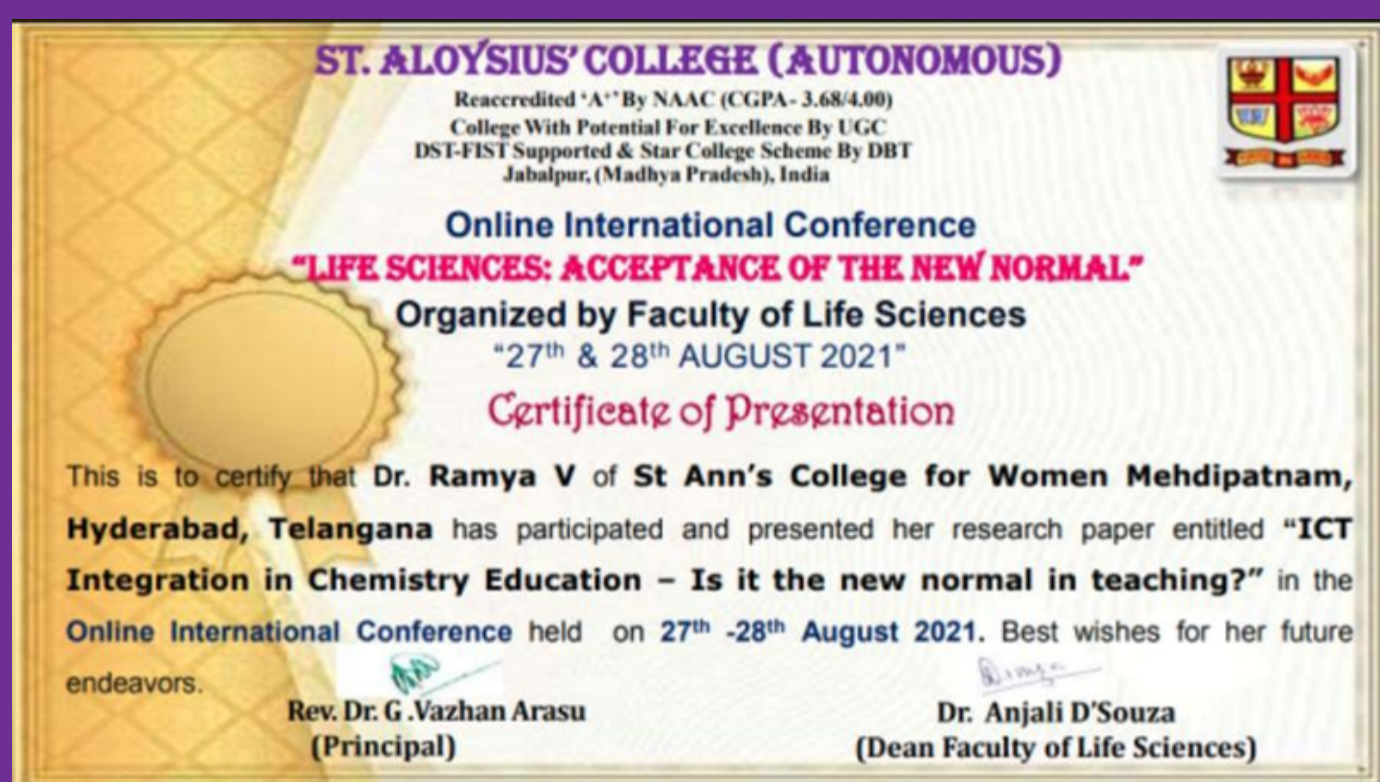 ST. ALOYSIUS' COLLEGE (AUTONOMOUS)
Reaccredited 'A+' By NAAC (CGPA- 3.68/4.00)
College With Potential For Excellence By UGC
DST-FIST Supported & Star College Scheme By DBT
Jabalpur, (Madhya Pradesh), India
Online International Conference
"LIFE SCIENCES: ACCEPTANCE OF THE NEW NORMAL"
Organized by Faculty of Life Sciences
"27th & 28th AUGUST 2021"
Certificate of Presentation
This is to certify that Dr. Ramya V of St Ann's College for Women Mehdipatnam,
Hyderabad, Telangana has participated and presented her research paper entitled "ICT
Integration in Chemistry Education – Is it the new normal in teaching?" in the
Online International Conference held on 27th -28th August 2021. Best wishes for her future
endeavors.
Rev. Dr. G .Vazhan Arasu
(Principal)
Dr. Anjali D'Souza
(Dean Faculty of Life Sciences)